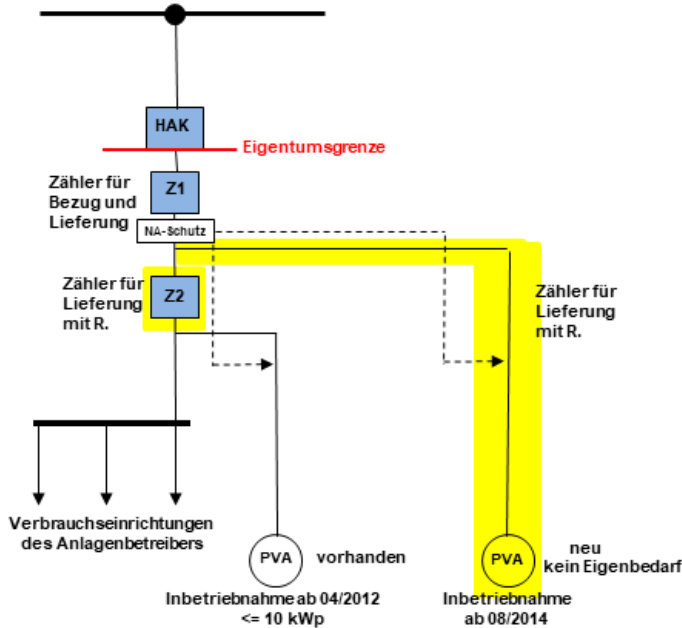 HAK
Eigentumsgrenze
Zähler für
Bezug und
Lieferung
Z1
NA-Schutz
Zähler für
Lieferung
mit R.
Z2
Zähler für
Lieferung
mit R.
Verbrauchseinrichtungen
des Anlagenbetreibers
PVA
vorhanden
Inbetriebnahme ab 04/2012
<= 10 kWp
PVA
neu
kein Eigenbedarf
Inbetriebnahme
ab 08/2014